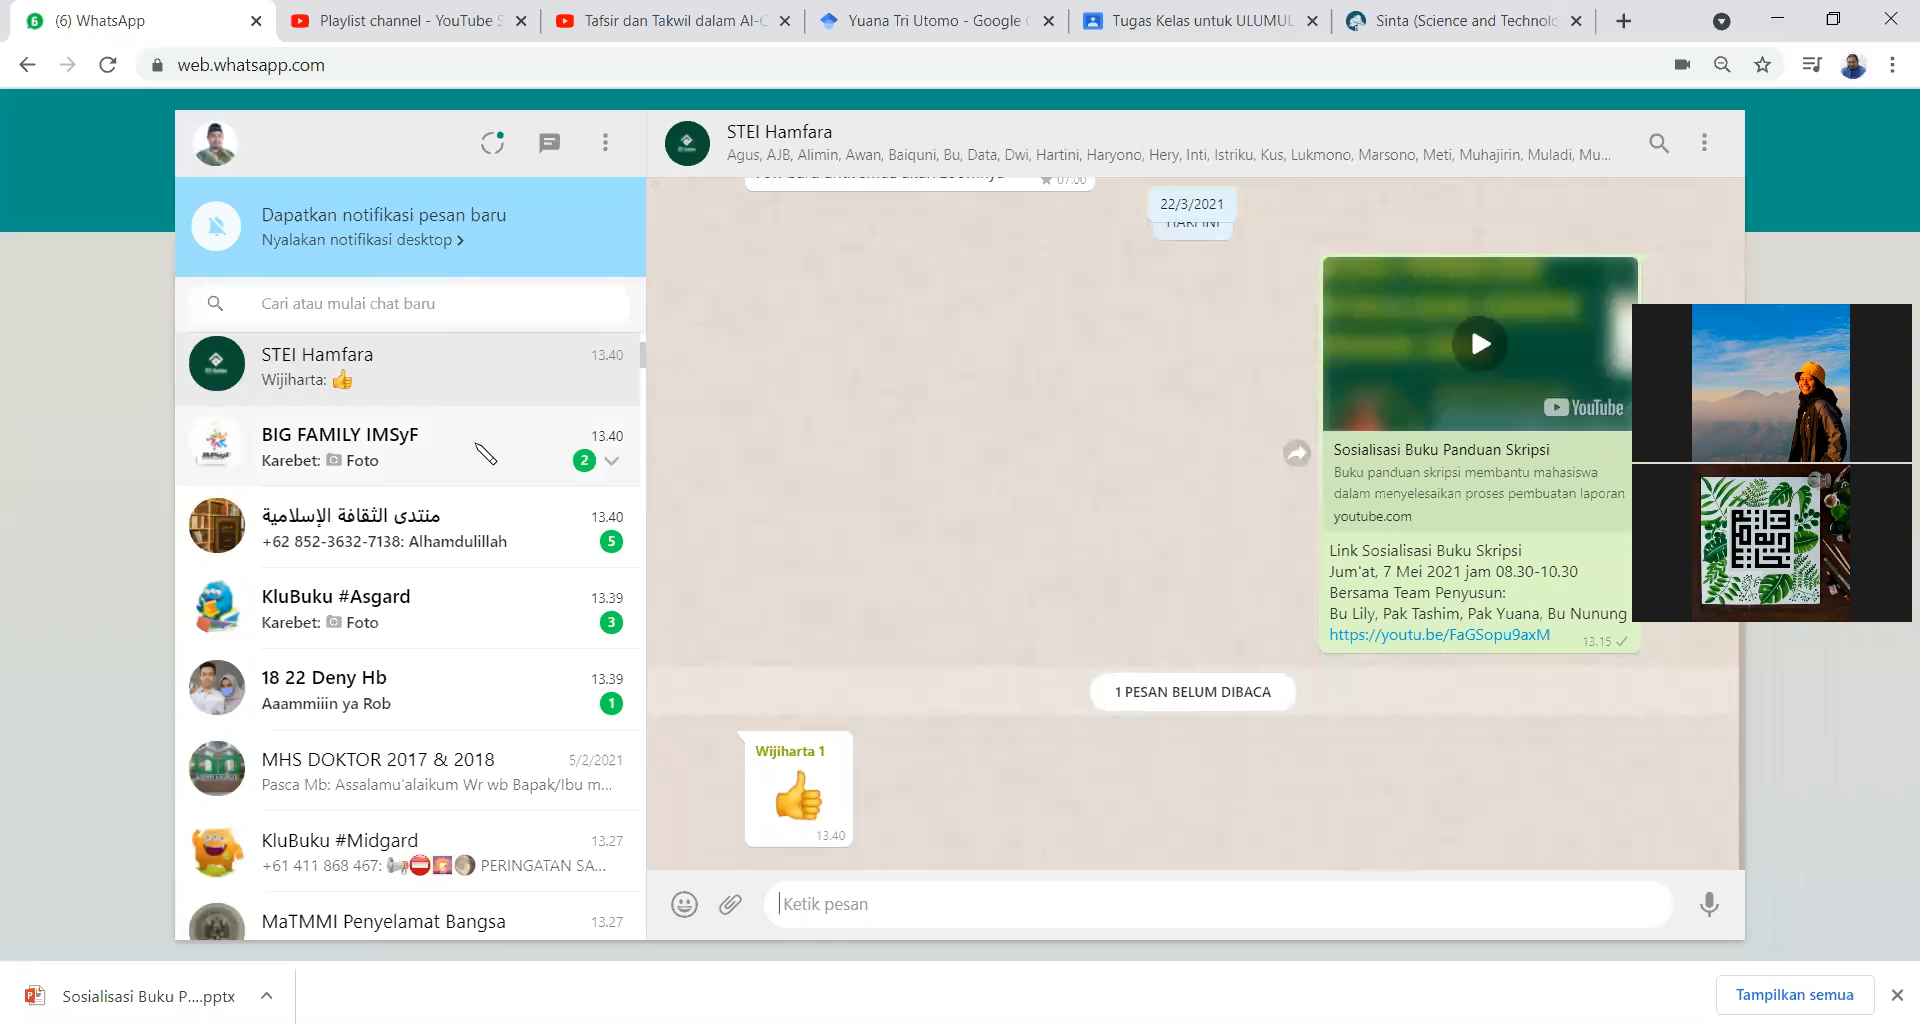 (6) WhatsApp
Playlist channel - YouTube S
Tafsir dan Takwil dalam Al-Q
Yuana Tri Utomo - Google
Tugas Kelas untuk ULUMUL
Sinta (Science and Technolo
web.whatsapp.com
STEI Hamfara
Agus, AJB, Alimin, Awan, Baiquni, Bu, Data, Dwi, Hartini, Haryono, Hery, Inti, Istriku, Kus, Lukmono, Marsono, Meti, Muhajirin, Muladi, Mu...
Dapatkan notifikasi pesan baru
Nyalakan notifikasi desktop >
Cari atau mulai chat baru
STEI Hamfara
13.40
Wijiharta: 👍
BIG FAMILY IMSyF
13.40
Karebet: 📷 Foto
2
منتدى الثقافة الإسلامية
13.40
+62 852-3632-7138: Alhamdulillah
5
KluBuku #Asgard
13.39
Karebet: 📷 Foto
3
18 22 Deny Hb
13.39
Aaammiiin ya Rob
1
MHS DOKTOR 2017 & 2018
5/2/2021
Pasca Mb: Assalamu'alaikum Wr wb Bapak/Ibu m...
KluBuku #Midgard
13.27
+61 411 868 467: PERINGATAN SA...
MaTMMI Penyelamat Bangsa
13.27
07.06
22/3/2021
HARI INI
YouTube
Sosialisasi Buku Panduan Skripsi
Buku panduan skripsi membantu mahasiswa
dalam menyelesaikan proses pembuatan laporan
youtube.com
Link Sosialisasi Buku Skripsi
Jum'at, 7 Mei 2021 jam 08.30-10.30
Bersama Team Penyusun:
Bu Lily, Pak Tashim, Pak Yuana, Bu Nunung
https://youtu.be/FaGSopu9axM
13.15
1 PESAN BELUM DIBACA
Wijiharta 1
👍
13.40
Ketik pesan
Sosialisasi Buku P....pptx
Tampilkan semua